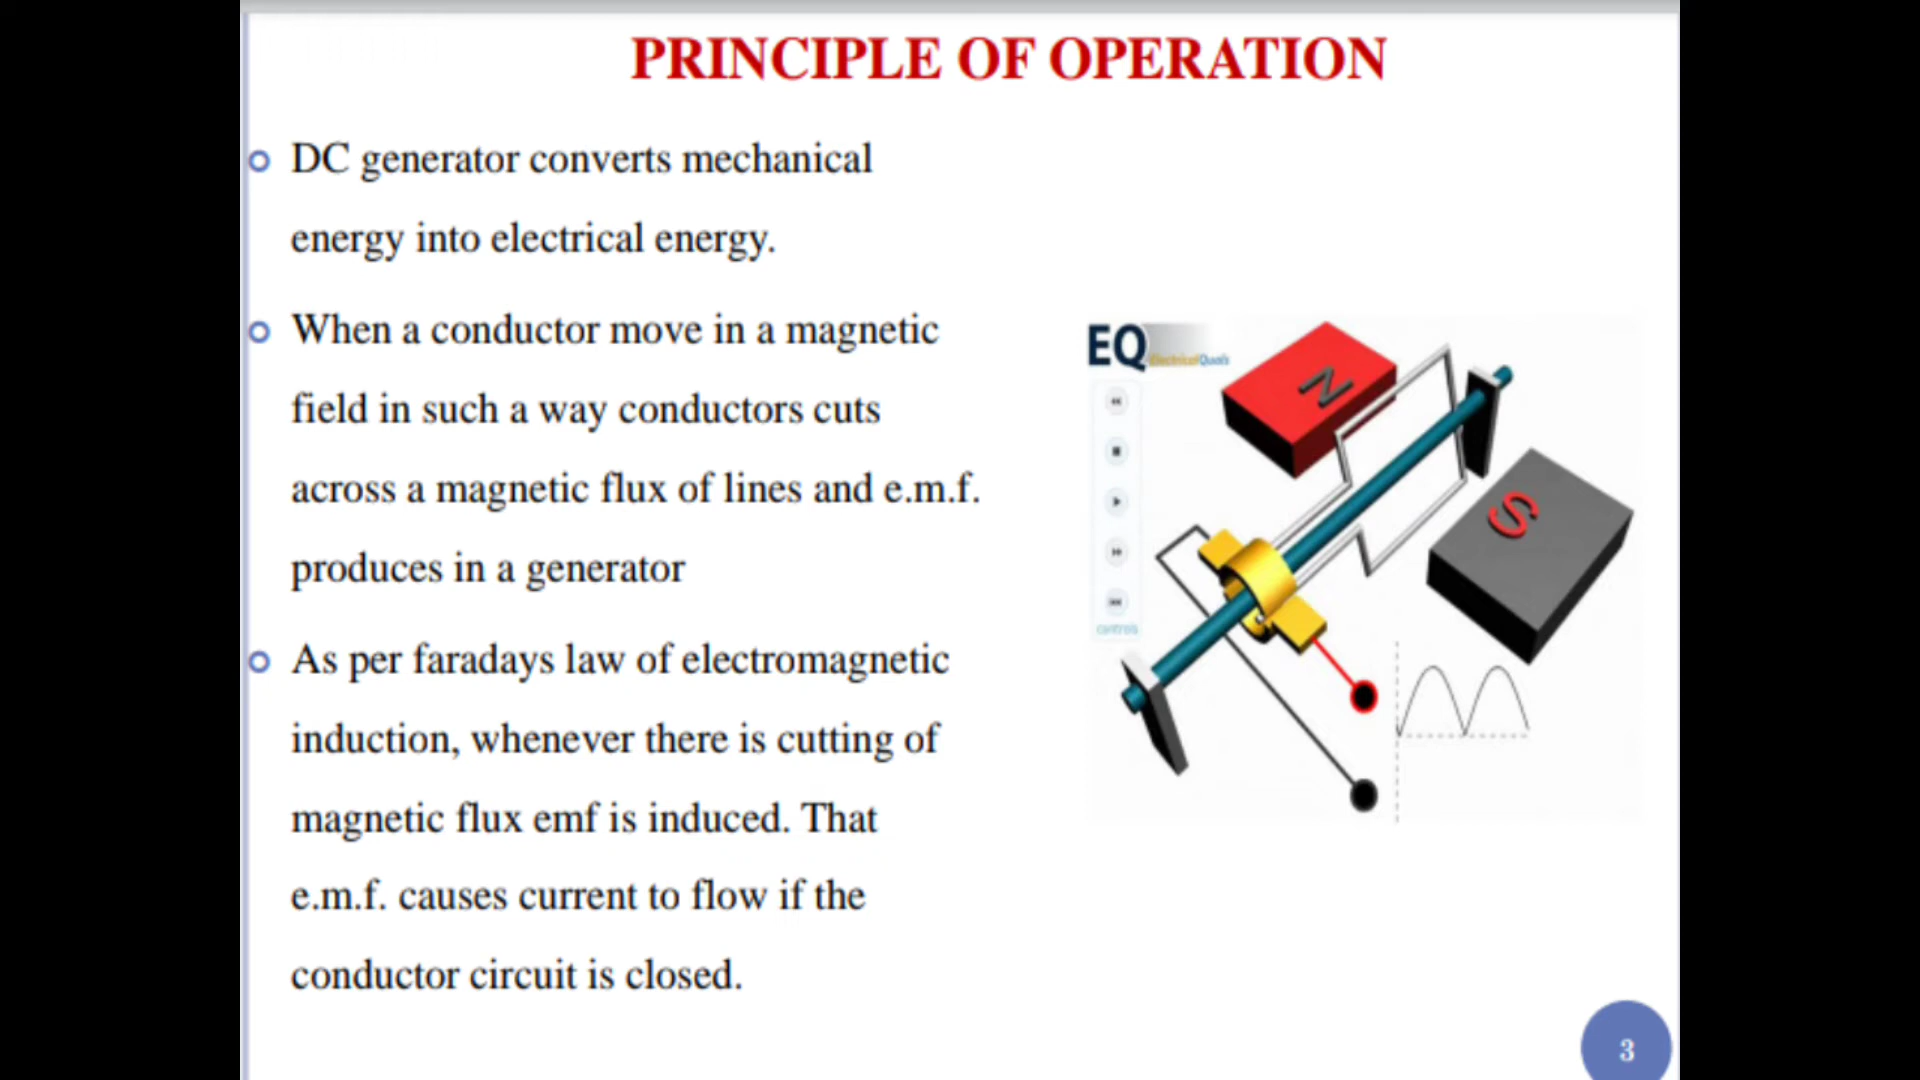 PRINCIPLE OF OPERATION
DC generator converts mechanical
energy into electrical energy.
When a conductor move in a magnetic
field in such a way conductors cuts
across a magnetic flux of lines and e.m.f.
produces in a generator
As per faradays law of electromagnetic
induction, whenever there is cutting of
magnetic flux emf is induced. That
e.m.f. causes current to flow if the
conductor circuit is closed.
EQ
ElectricalQuals
N
S
controls
3